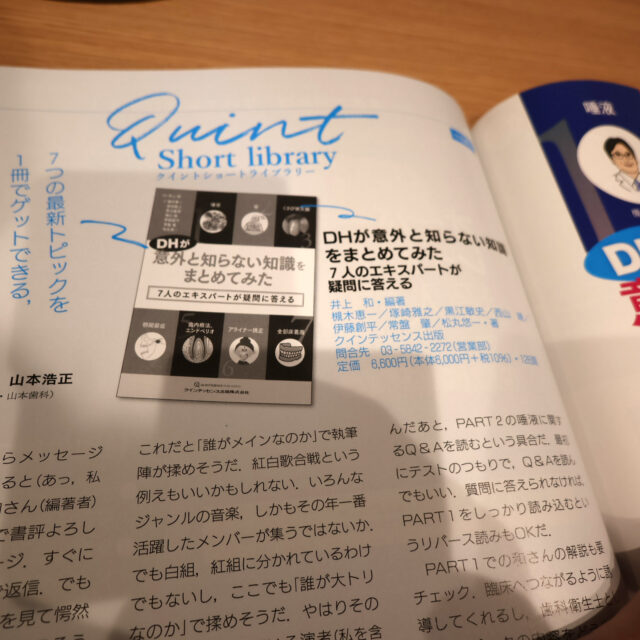 Quint
Short library
クイントショートライブラリー
7つの最新トピックを
1冊でゲットできる,
DHが
意外と知らない知識を
まとめてみた
7人のエキスパートが疑問に答える
アライナー矯正
全部床義歯
クインテッセンス出版株式会社
DHが意外と知らない知識
をまとめてみた
7人のエキスパートが
疑問に答える
井上 和・編著
槻木恵一/塚崎雅之/黒江敏史/西山
伊藤創平/常盤 肇/松丸悠一・著
クインテッセンス出版
問合先 03-5842-2272(営業部)
定価 6,600円(本体6,000円+税10%)・128頁
山本浩正
・山本歯科)
らメッセージ
ると(あっ,私
和さん(編著者)
で書評よろし
ージ.すぐに
で返信.でも
を見て愕然
これだと「誰がメインなのか」で執筆
陣が揉めそうだ.紅白歌合戦という
例えもいいかもしれない.いろんな
ジャンルの音楽,しかもその年一番
活躍したメンバーが集うではないか.
でも白組,紅組に分かれているわけ
でもないし,ここでも「誰が大トリ
なのか」で揉めそうだ.やはりその
る演者(私を含
んだあと,PART 2の唾液に関す
るQ&Aを読むという具合だ.最初
にテストのつもりで,Q&Aを読ん
でもいい.質問に答えられなければ,
PART 1をしっかり読み込むとい
うリバース読みもOKだ.
PART 1での和さんの解説も要
チェック.臨床へつながるように誘
導してくれるし,歯科衛生士と
唾液
1
D